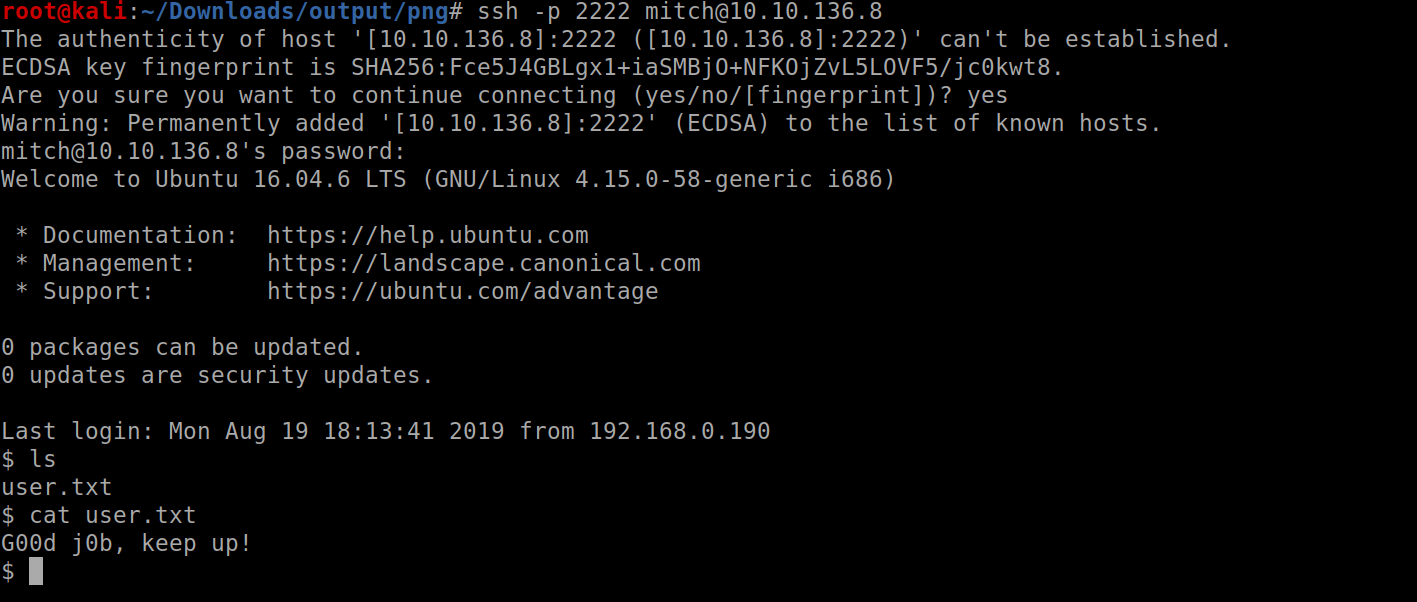 root@kali:~/Downloads/output/png# ssh -p 2222 mitch@10.10.136.8
The authenticity of host '[10.10.136.8]:2222 ([10.10.136.8]:2222)' can't be established.
ECDSA key fingerprint is SHA256:Fce5J4GBLgx1+iaSMBjO+NFKOjZvL5LOVF5/jc0kwt8.
Are you sure you want to continue connecting (yes/no/[fingerprint])? yes
Warning: Permanently added '[10.10.136.8]:2222' (ECDSA) to the list of known hosts.
mitch@10.10.136.8's password:
Welcome to Ubuntu 16.04.6 LTS (GNU/Linux 4.15.0-58-generic i686)
* Documentation:  https://help.ubuntu.com
* Management:     https://landscape.canonical.com
* Support:        https://ubuntu.com/advantage
0 packages can be updated.
0 updates are security updates.
Last login: Mon Aug 19 18:13:41 2019 from 192.168.0.190
$ ls
user.txt
$ cat user.txt
G00d j0b, keep up!
$